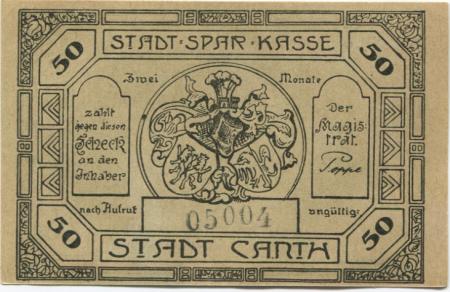 50 STADT·SPAR·KASSE 50
Zwei Monate
zahlt
gegen diesen
Scheck
an den
Inhaber
Der
Magis=
trat.
Poppe
nach Aufruf ungültig:
05004
50 STADT CANTH 50